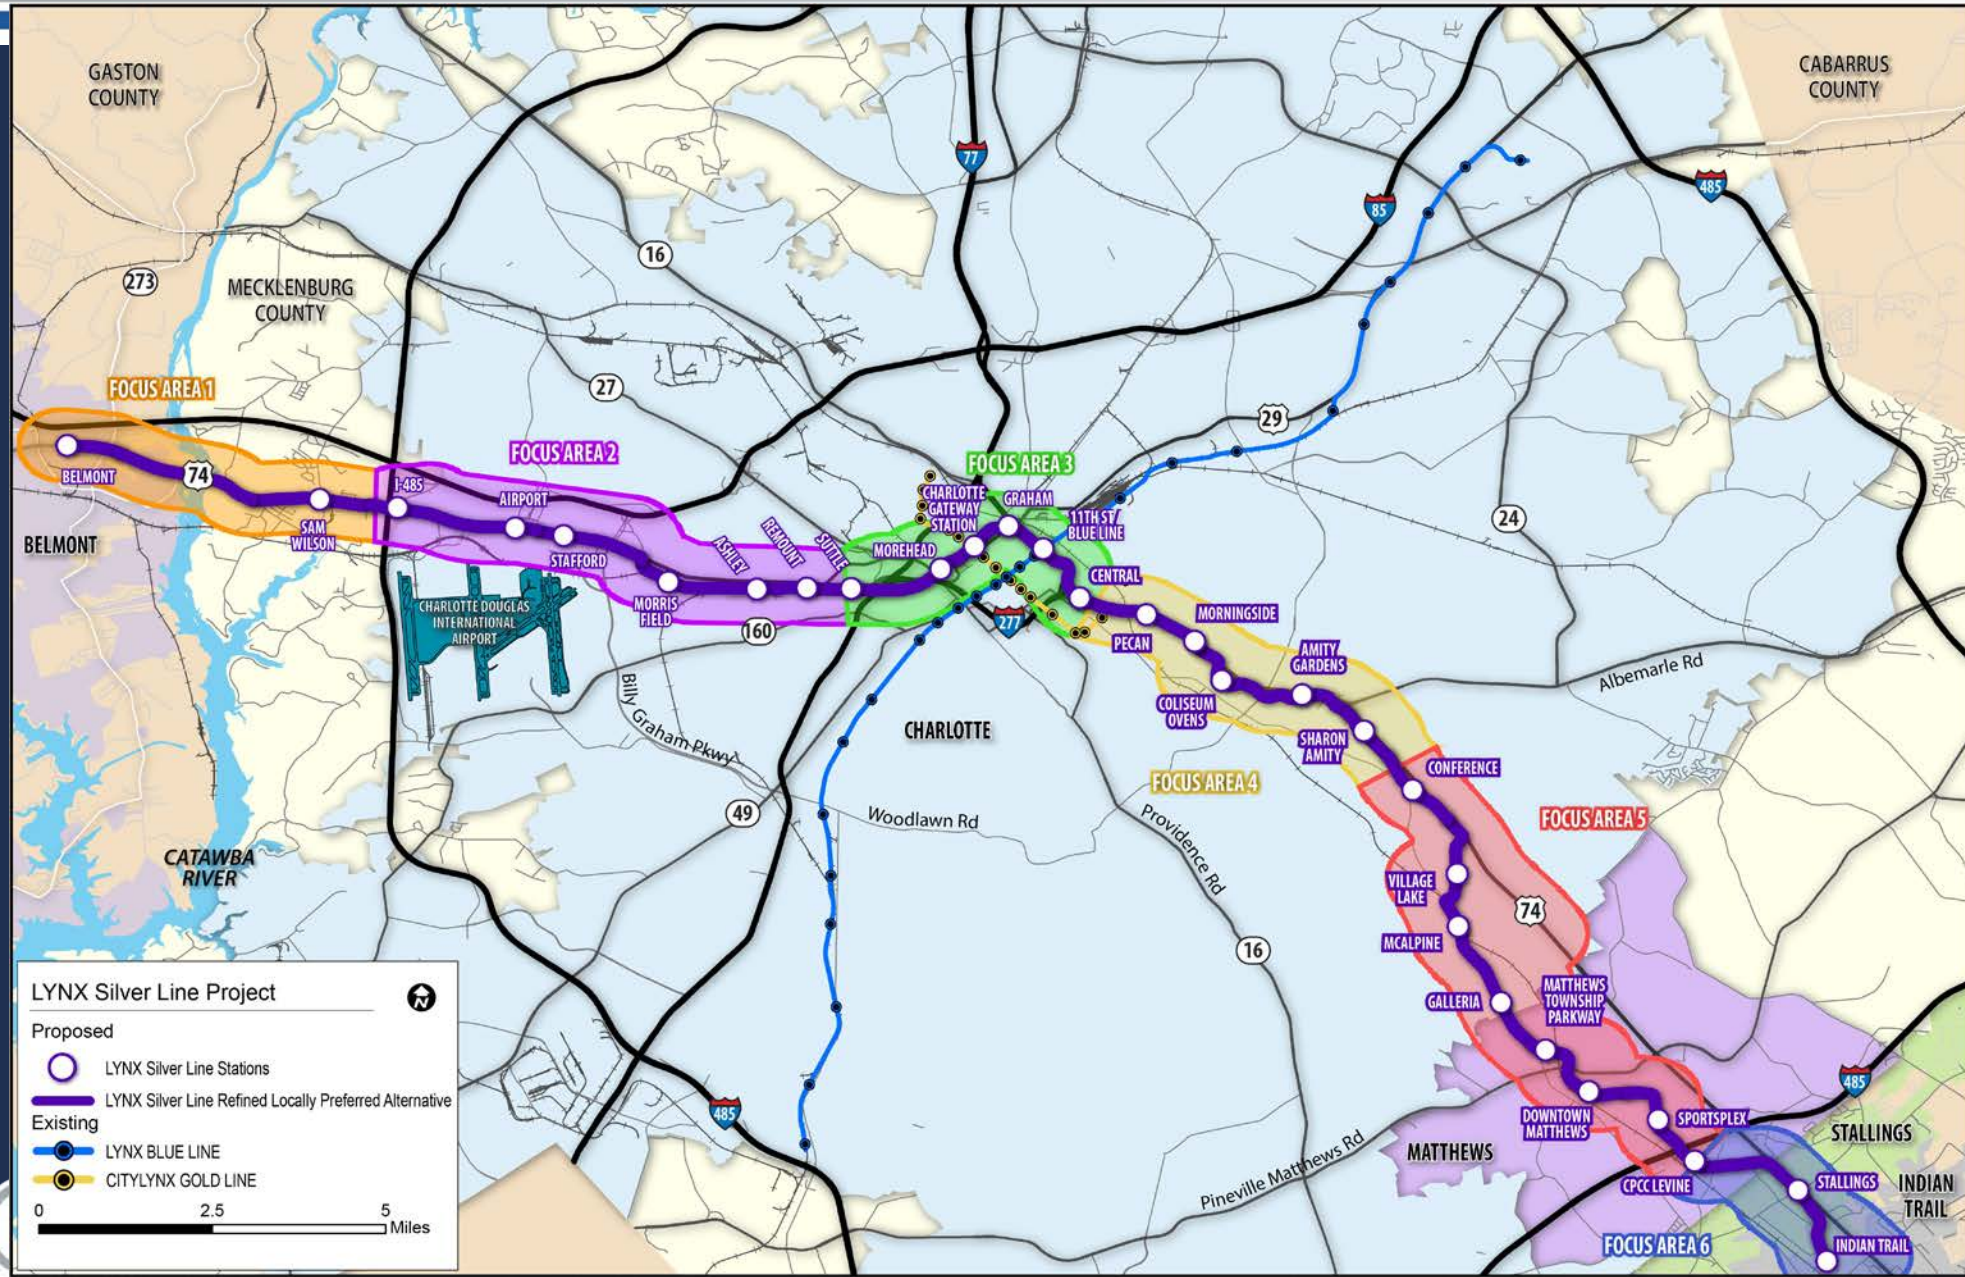 GASTON
COUNTY
CABARRUS
COUNTY
77
485
85
16
273
MECKLENBURG
COUNTY
FOCUS AREA 1
27
29
FOCUS AREA 2
FOCUS AREA 3
BELMONT
74
I-485
AIRPORT
CHARLOTTE
GATEWAY
STATION
GRAHAM
11TH ST/
BLUE LINE
24
SAM
WILSON
BELMONT
STAFFORD
ASHLEY
REMOUNT
SUTTLE
MOREHEAD
CENTRAL
CHARLOTTE DOUGLAS
INTERNATIONAL
AIRPORT
MORRIS
FIELD
160
277
MORNINGSIDE
PECAN
AMITY
GARDENS
Albemarle Rd
Billy Graham Pkwy
COLISEUM
OVENS
CHARLOTTE
SHARON
AMITY
CONFERENCE
FOCUS AREA 4
49
Woodlawn Rd
Providence Rd
FOCUS AREA 5
CATAWBA
RIVER
VILLAGE
LAKE
74
MCALPINE
16
GALLERIA
MATTHEWS
TOWNSHIP
PARKWAY
485
485
DOWNTOWN
MATTHEWS
SPORTSPLEX
STALLINGS
MATTHEWS
Pineville Matthews Rd
CPCC LEVINE
STALLINGS
INDIAN
TRAIL
FOCUS AREA 6
INDIAN TRAIL
LYNX Silver Line Project
N
Proposed
LYNX Silver Line Stations
LYNX Silver Line Refined Locally Preferred Alternative
Existing
LYNX BLUE LINE
CITYLYNX GOLD LINE
0 2.5 5
Miles